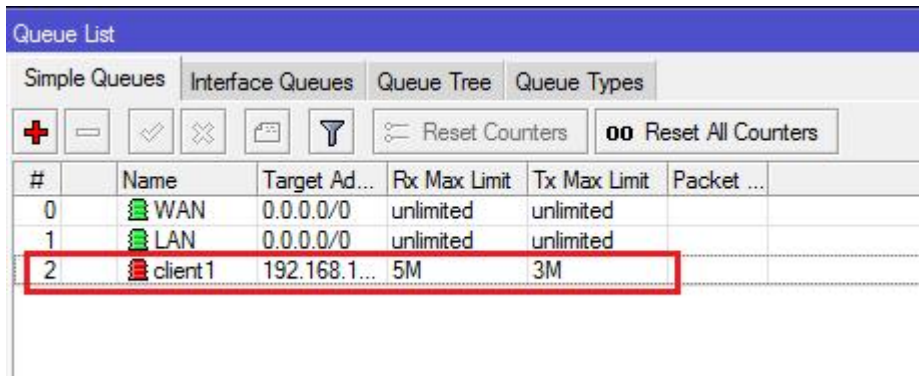 Queue List
Simple Queues Interface Queues Queue Tree Queue Types
Reset Counters 00 Reset All Counters
# Name Target Ad... Rx Max Limit Tx Max Limit Packet ...
0 WAN 0.0.0.0/0 unlimited unlimited
1 LAN 0.0.0.0/0 unlimited unlimited
2 client1 192.168.1... 5M 3M